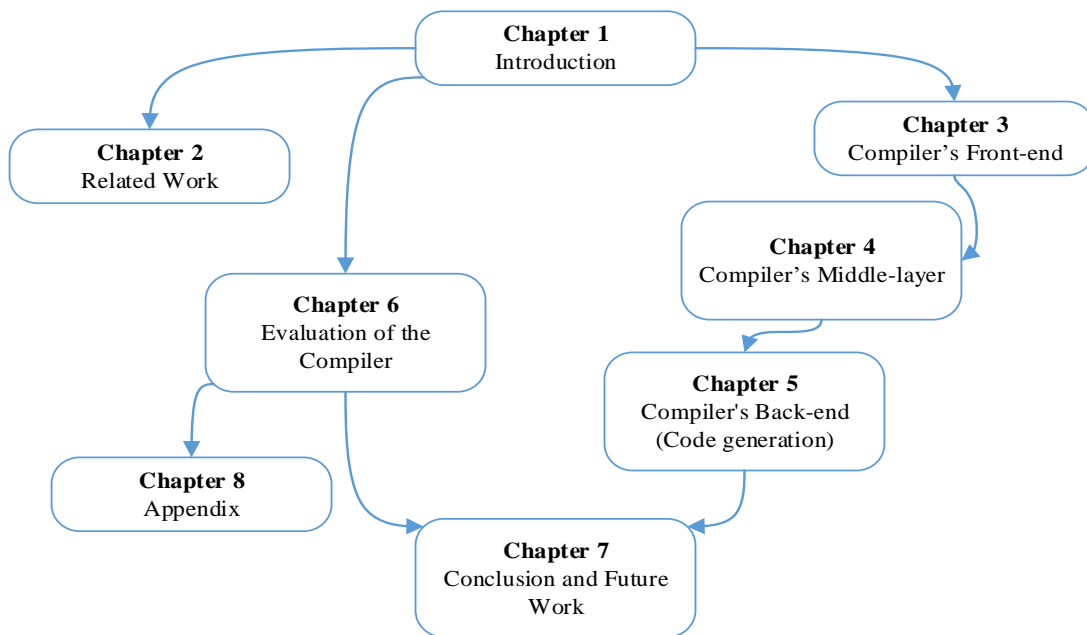 Chapter 1
Introduction
Chapter 2
Related Work
Chapter 3
Compiler’s Front-end
Chapter 4
Compiler’s Middle-layer
Chapter 6
Evaluation of the
Compiler
Chapter 5
Compiler's Back-end
(Code generation)
Chapter 8
Appendix
Chapter 7
Conclusion and Future
Work